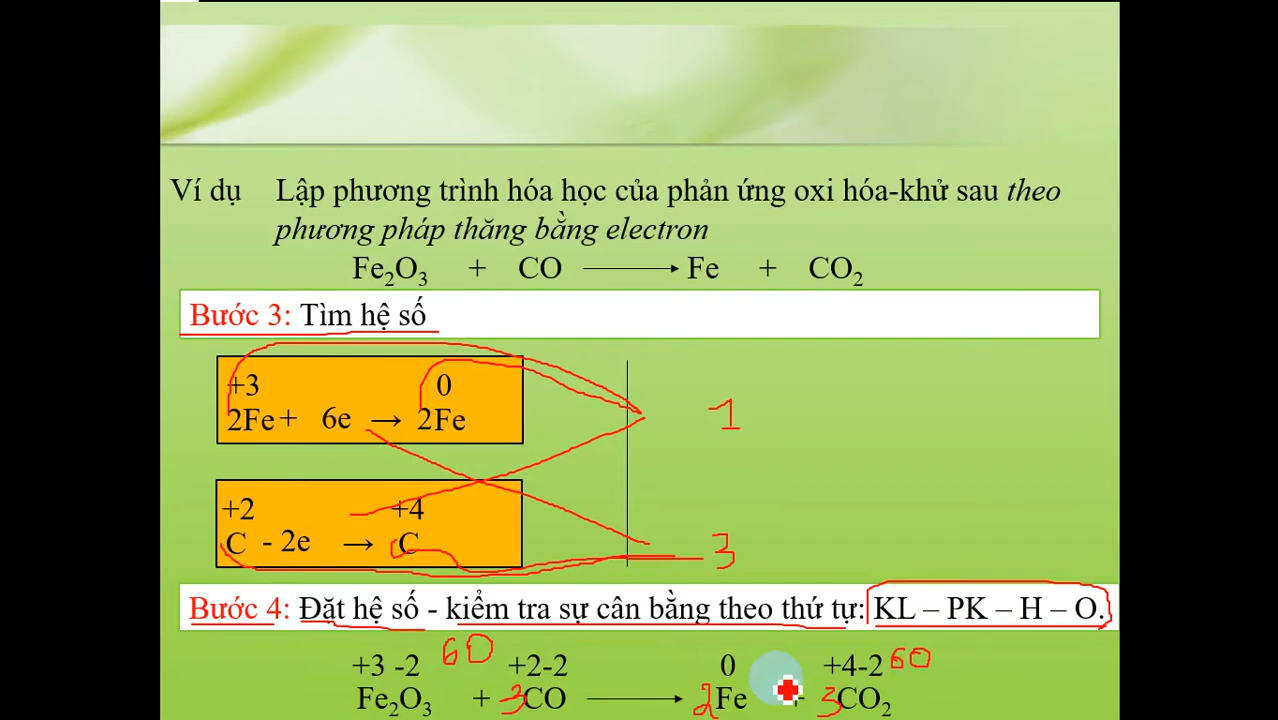 Ví dụ Lập phương trình hóa học của phản ứng oxi hóa-khử sau theo
phương pháp thăng bằng electron
Fe₂O₃ + CO ⟶ Fe + CO₂
Bước 3: Tìm hệ số
+3 0
2Fe + 6e → 2Fe 1
+2 +4
C - 2e → C 3
Bước 4: Đặt hệ số - kiểm tra sự cân bằng theo thứ tự: KL – PK – H – O.
+3 -2 6O +2-2 0 +4-2 6O
Fe₂O₃ + 3CO ⟶ 2Fe + 3CO₂